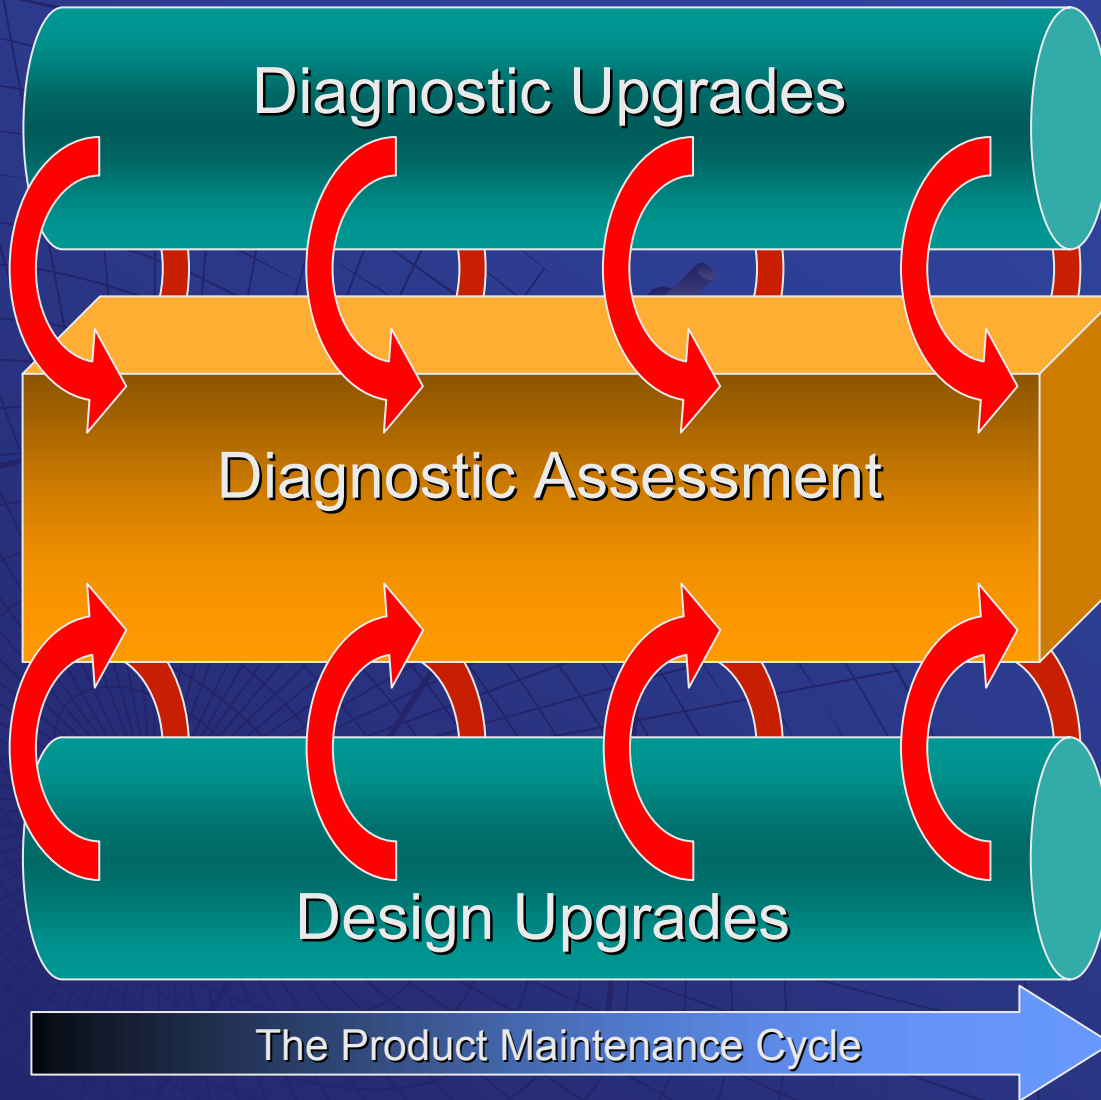 Diagnostic Upgrades
Diagnostic Assessment
Design Upgrades
The Product Maintenance Cycle